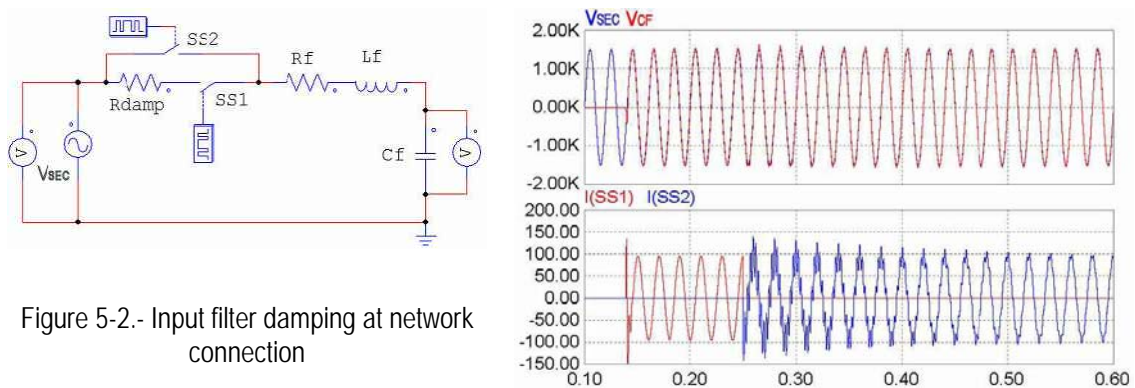 SS2
Rdamp
SS1
Rf
Lf
V
VSEC
Cf
V
Figure 5-2.- Input filter damping at network
connection
VSEC VCF
2.00K
1.00K
0.00K
-1.00K
-2.00K
I(SS1) I(SS2)
200.00
150.00
100.00
50.00
0.00
-50.00
-100.00
-150.00
0.10 0.20 0.30 0.40 0.50 0.60